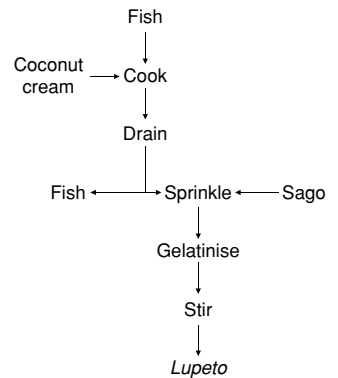 Fish
Coconut
cream
Cook
Drain
Fish
Sprinkle
Sago
Gelatinise
Stir
Lupeto